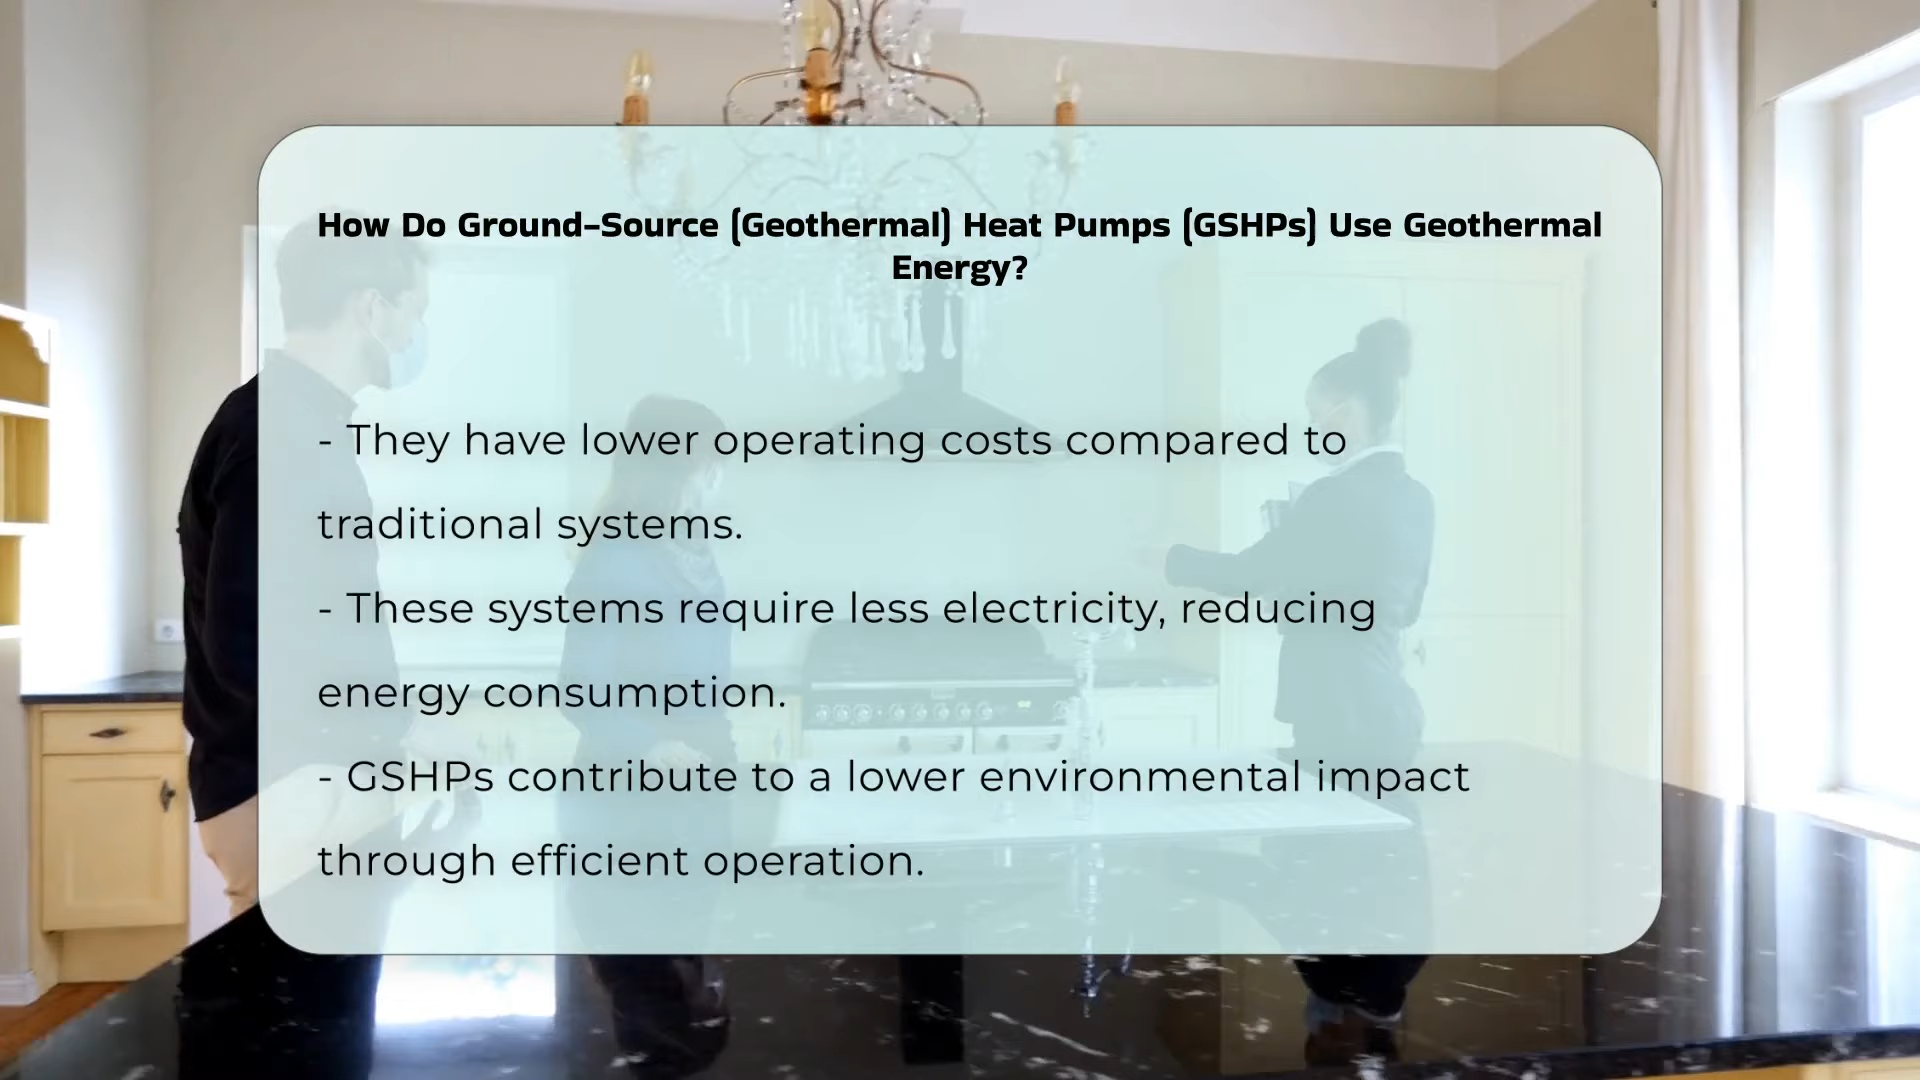 How Do Ground-Source (Geothermal) Heat Pumps (GSHPs) Use Geothermal
Energy?
- They have lower operating costs compared to
traditional systems.
- These systems require less electricity, reducing
energy consumption.
- GSHPs contribute to a lower environmental impact
through efficient operation.